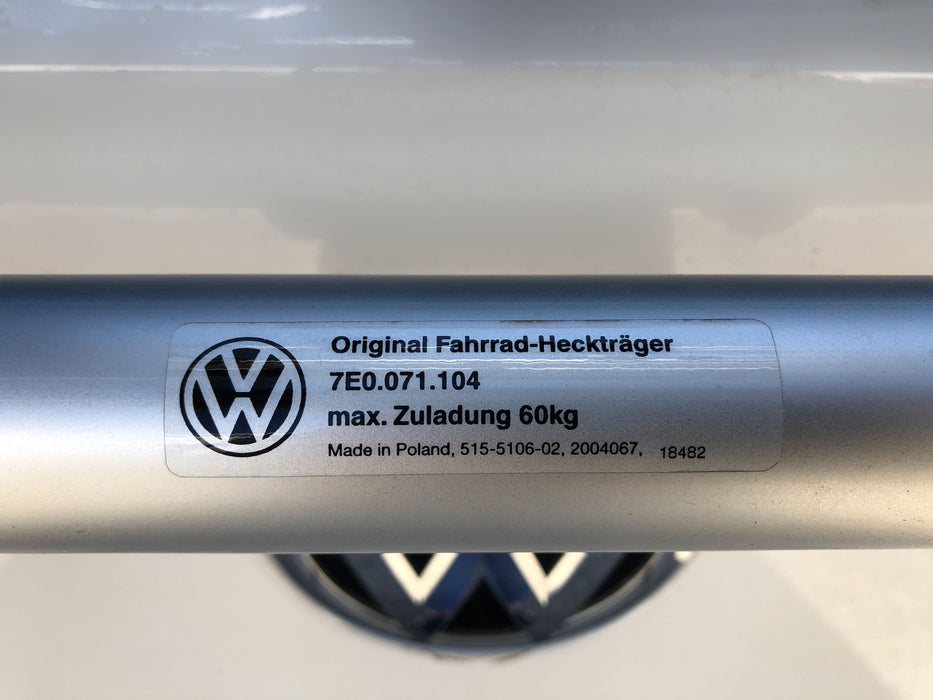 Original Fahrrad-Heckträger
7E0.071.104
max. Zuladung 60kg
Made in Poland, 515-5106-02, 2004067, 18482